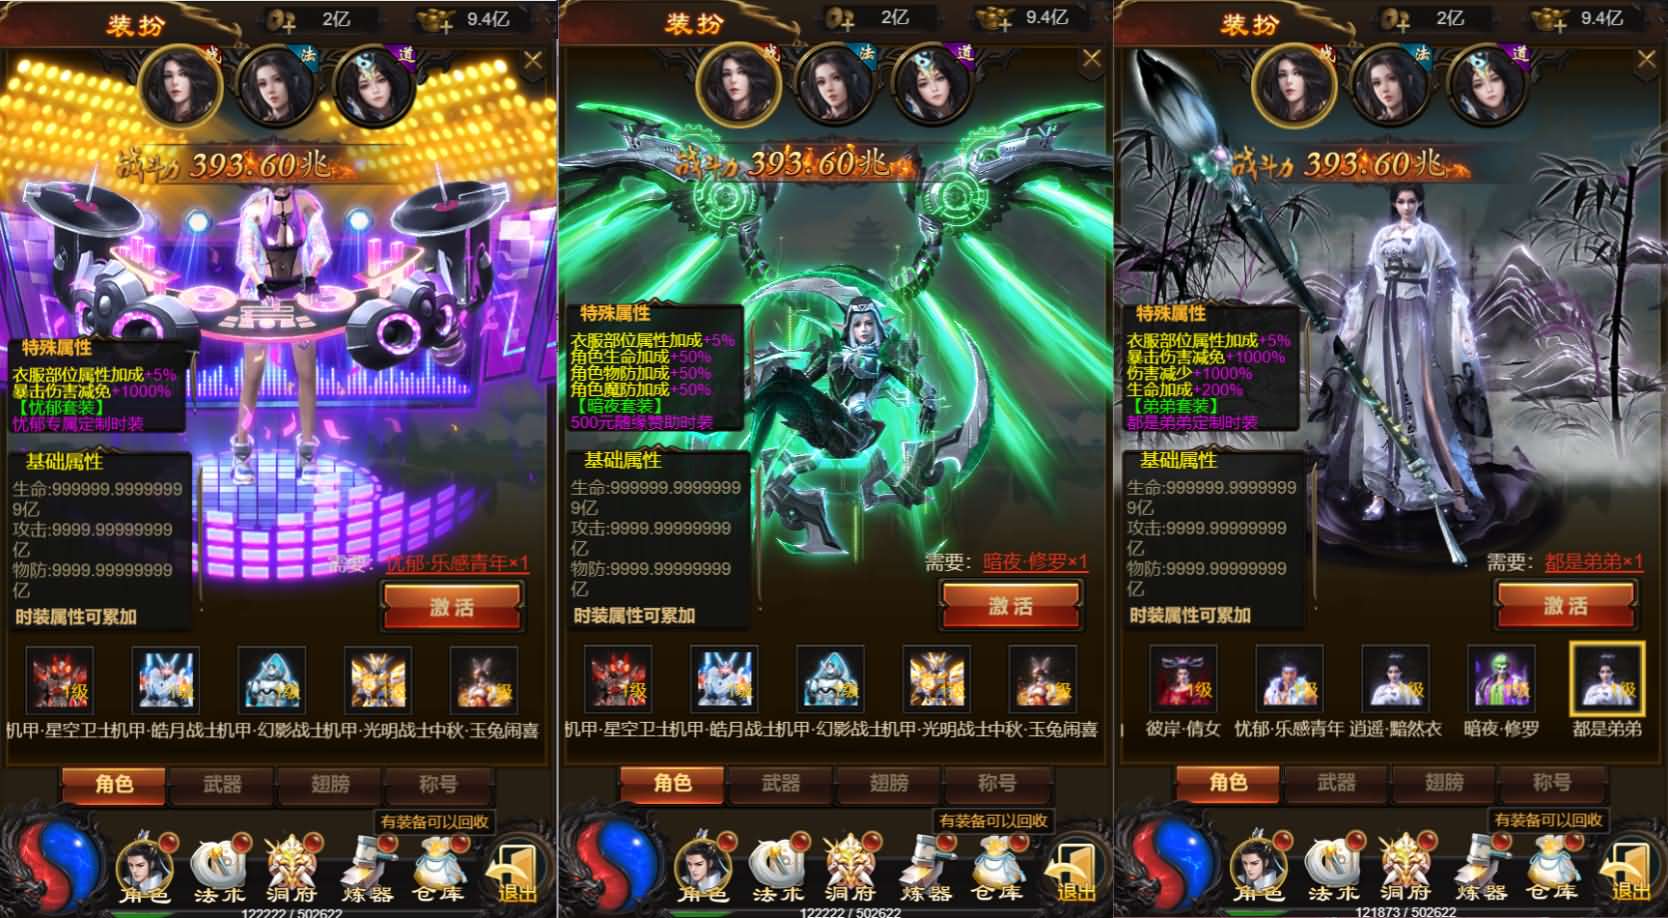 装扮
2亿
9.4亿
战
法
道
战斗力 393.60兆
特殊属性
衣服部位属性加成+5%
暴击伤害减免+1000%
【忧郁套装】
忧郁专属定制时装
基础属性
生命:999999.9999999
9亿
攻击:9999.99999999
亿
物防:9999.99999999
亿
时装属性可累加
需要: 忧郁·乐感青年×1
激活
1级
1级
1级
1级
1级
机甲·星空卫士
机甲·皓月战士
机甲·幻影战士
机甲·光明战士
中秋·玉兔闹喜
角色
武器
翅膀
称号
有装备可以回收
角色
法术
洞府
炼器
仓库
退出
122222 / 502622
装扮
2亿
9.4亿
战
法
道
战斗力 393.60兆
特殊属性
衣服部位属性加成+5%
角色生命加成+50%
角色物防加成+50%
角色魔防加成+50%
【暗夜套装】
500元随缘赞助时装
基础属性
生命:999999.9999999
9亿
攻击:9999.99999999
亿
物防:9999.99999999
亿
时装属性可累加
需要: 暗夜·修罗×1
激活
1级
1级
1级
1级
1级
机甲·星空卫士
机甲·皓月战士
机甲·幻影战士
机甲·光明战士
中秋·玉兔闹喜
角色
武器
翅膀
称号
有装备可以回收
角色
法术
洞府
炼器
仓库
退出
122222 / 502622
装扮
2亿
9.4亿
战
法
道
战斗力 393.60兆
特殊属性
衣服部位属性加成+5%
暴击伤害减免+1000%
伤害减少+1000%
生命加成+200%
【弟弟套装】
都是弟弟定制时装
基础属性
生命:999999.9999999
9亿
攻击:9999.99999999
亿
物防:9999.99999999
亿
时装属性可累加
需要: 都是弟弟×1
激活
1级
1级
1级
1级
1级
彼岸·倩女
忧郁·乐感青年
逍遥·黯然衣
暗夜·修罗
都是弟弟
角色
武器
翅膀
称号
有装备可以回收
角色
法术
洞府
炼器
仓库
退出
121873 / 502622